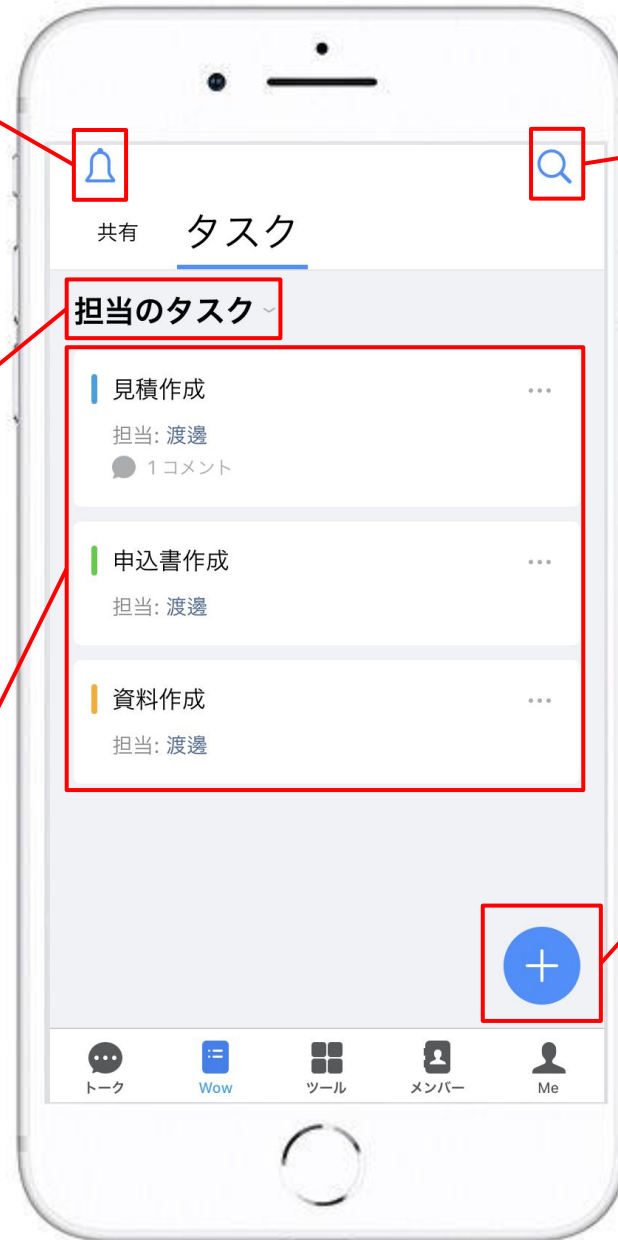 共有 タスク
担当のタスク
見積作成
担当: 渡邊
1 コメント
申込書作成
担当: 渡邊
資料作成
担当: 渡邊
トーク Wow ツール メンバー Me